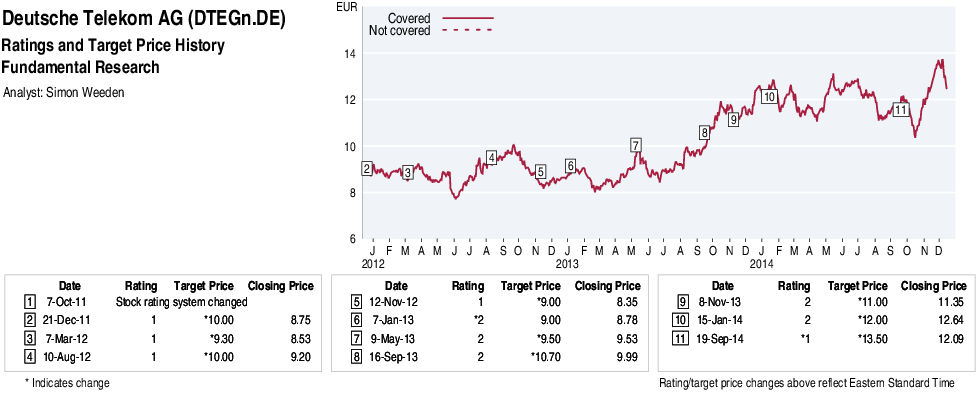 Deutsche Telekom AG (DTEGn.DE)
Ratings and Target Price History
Fundamental Research
Analyst: Simon Weeden
EUR
Covered
Not covered
14
12
10
8
6
2
3
4
5
6
7
8
9
10
11
J F M A M J J A S O N D J F M A M J J A S O N D J F M A M J J A S O N D
2012 2013 2014
Date Rating Target Price Closing Price
1 7-Oct-11 Stock rating system changed
2 21-Dec-11 1 *10.00 8.75
3 7-Mar-12 1 *9.30 8.53
4 10-Aug-12 1 *10.00 9.20
Date Rating Target Price Closing Price
5 12-Nov-12 1 *9.00 8.35
6 7-Jan-13 *2 9.00 8.78
7 9-May-13 2 *9.50 9.53
8 16-Sep-13 2 *10.70 9.99
Date Rating Target Price Closing Price
9 8-Nov-13 2 *11.00 11.35
10 15-Jan-14 2 *12.00 12.64
11 19-Sep-14 *1 *13.50 12.09
* Indicates change
Rating/target price changes above reflect Eastern Standard Time